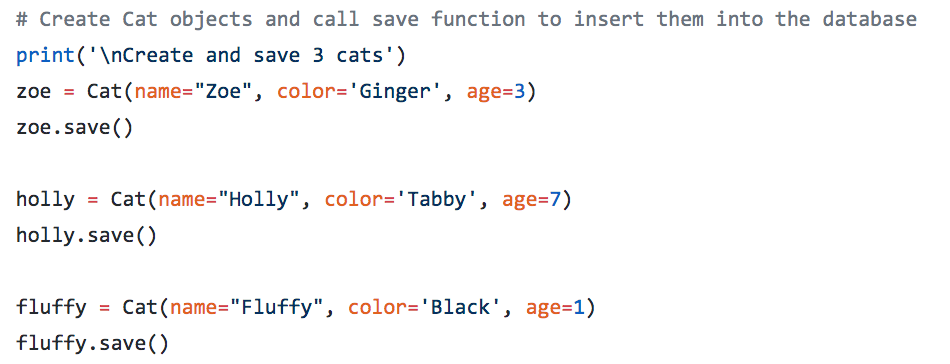 # Create Cat objects and call save function to insert them into the database
print('\nCreate and save 3 cats')
zoe = Cat(name="Zoe", color='Ginger', age=3)
zoe.save()

holly = Cat(name="Holly", color='Tabby', age=7)
holly.save()

fluffy = Cat(name="Fluffy", color='Black', age=1)
fluffy.save()